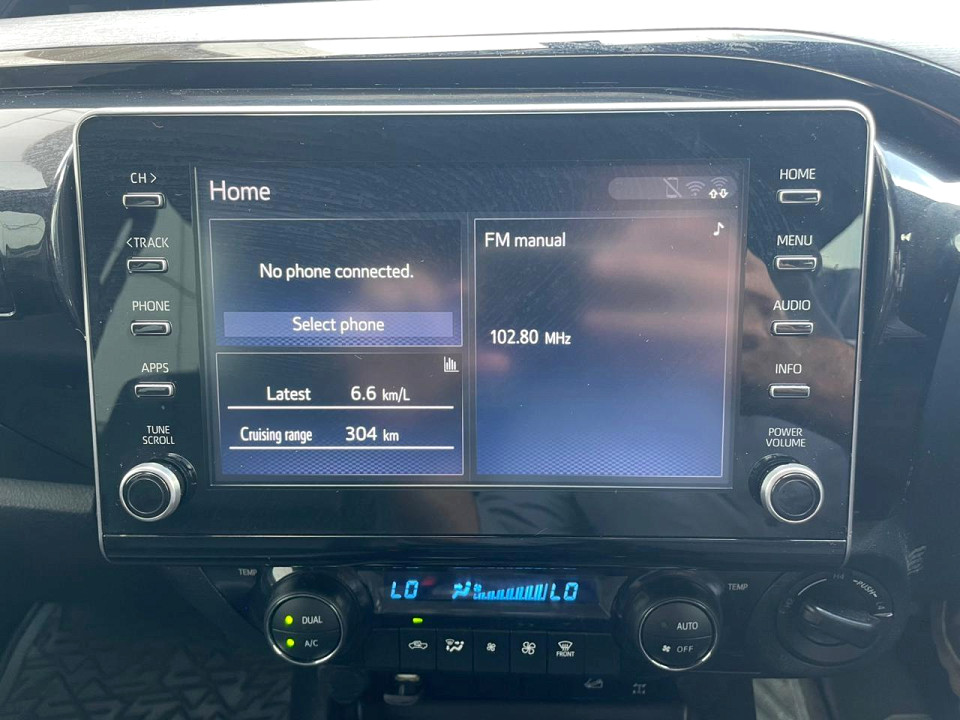 CH >
<TRACK
PHONE
APPS
TUNE
SCROLL
Home
No phone connected.
Select phone
Latest 6.6 km/L
Cruising range 304 km
FM manual
102.80 MHz
HOME
MENU
AUDIO
INFO
POWER
VOLUME
TEMP
LO
LO
TEMP
DUAL
A/C
FRONT
AUTO
OFF
H4
PUSH